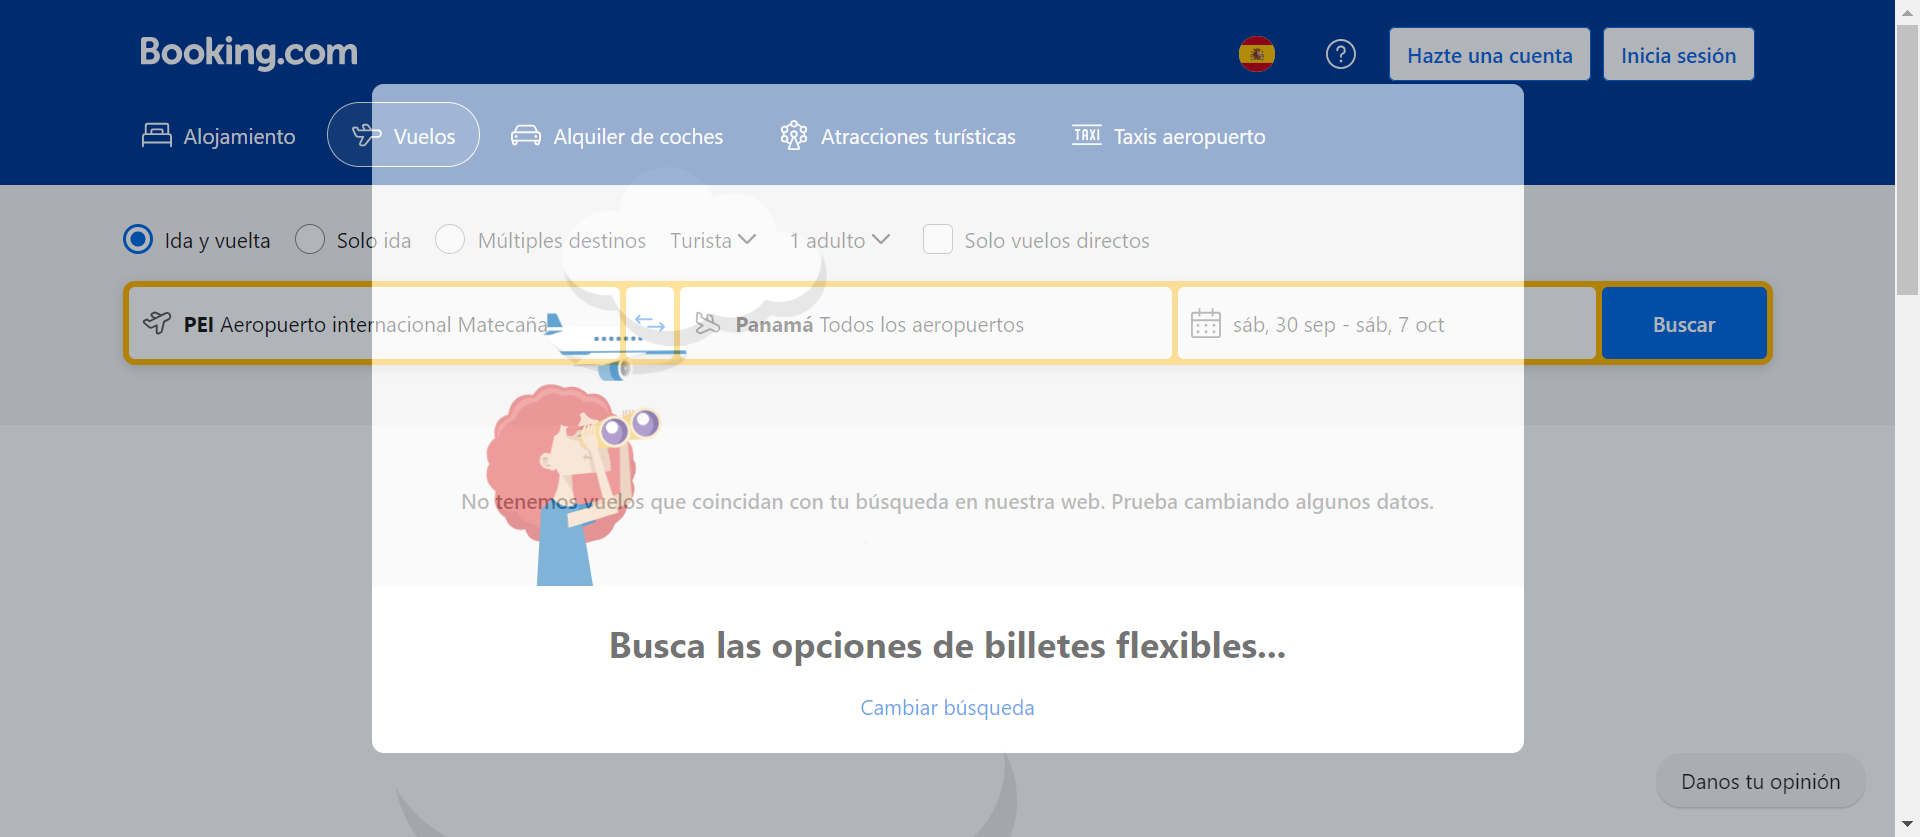 Booking.com
Hazte una cuenta
Inicia sesión
Alojamiento
Vuelos
Alquiler de coches
Atracciones turísticas
TAXI Taxis aeropuerto
Ida y vuelta
Solo ida
Múltiples destinos
Turista
1 adulto
Solo vuelos directos
PEI Aeropuerto internacional Matecaña
Panamá Todos los aeropuertos
sáb, 30 sep - sáb, 7 oct
Buscar
No tenemos vuelos que coincidan con tu búsqueda en nuestra web. Prueba cambiando algunos datos.
Busca las opciones de billetes flexibles...
Cambiar búsqueda
Danos tu opinión